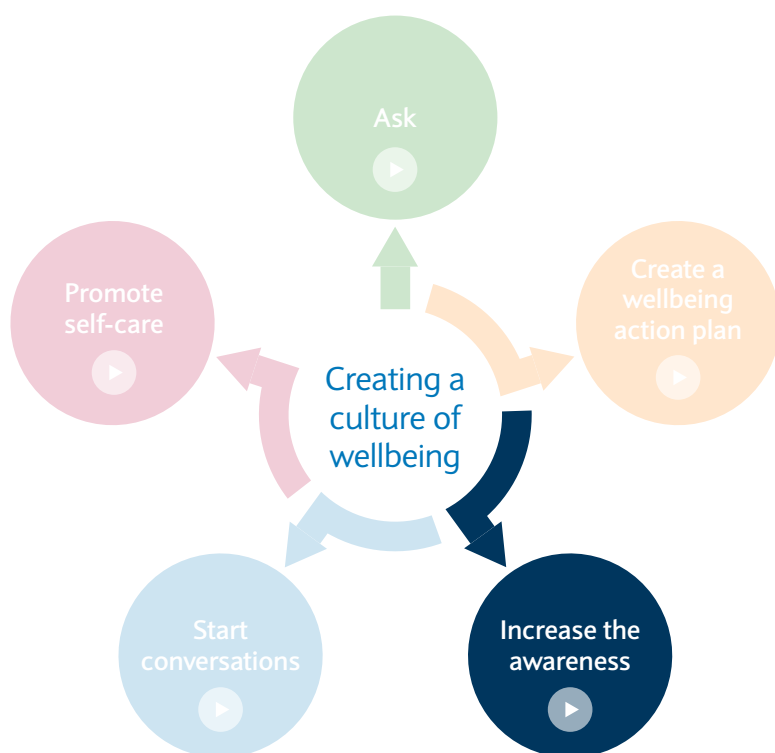 Ask
Create a
wellbeing
action plan
Promote
self-care
Creating a
culture of
wellbeing
Start
conversations
Increase the
awareness